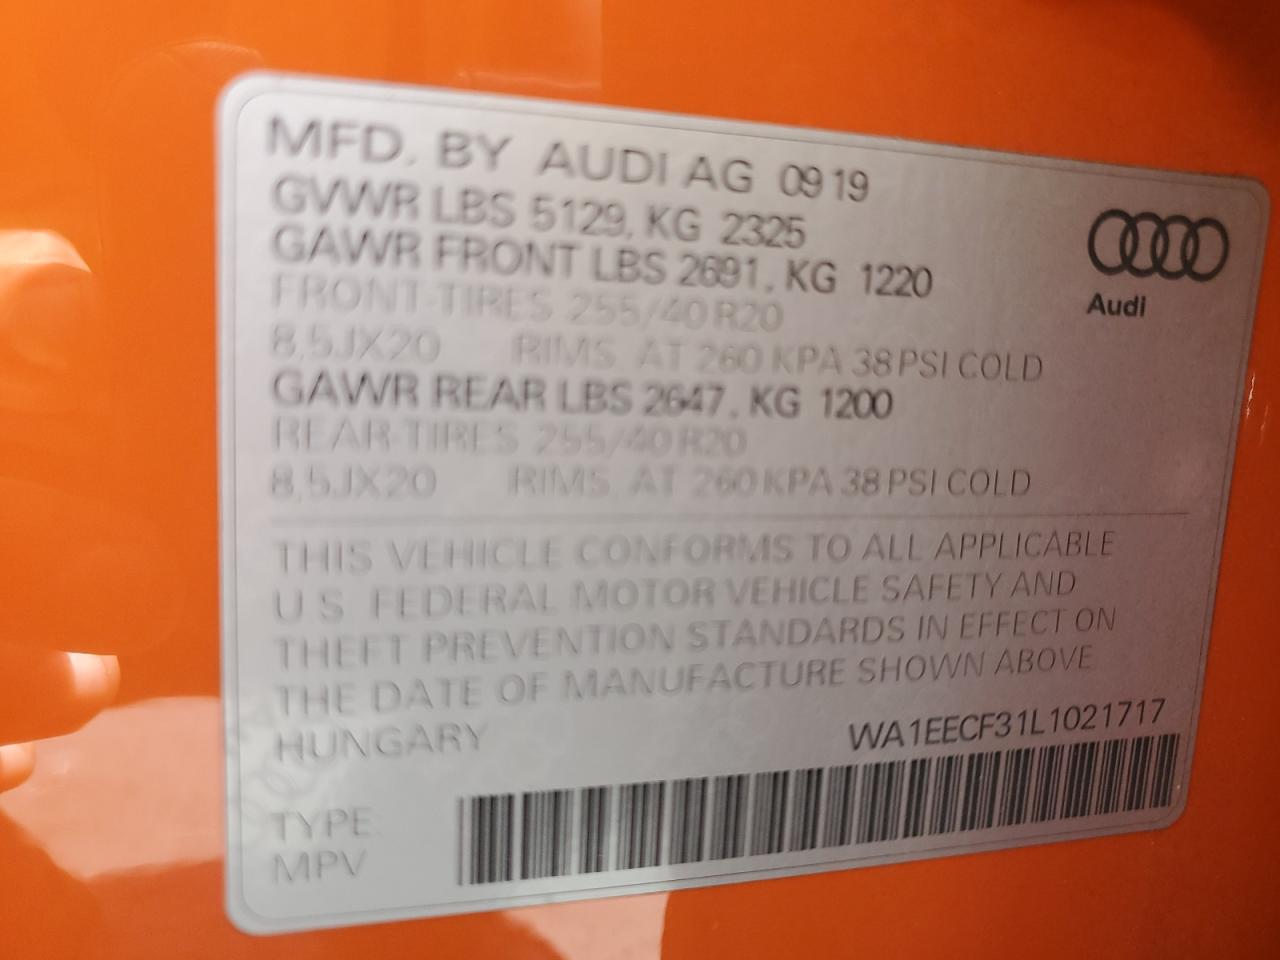 MFD. BY AUDI AG 0919
GVWR LBS 5129, KG 2325
GAWR FRONT LBS 2691, KG 1220
FRONT-TIRES 255/40 R20
8,5JX20 RIMS, AT 260 KPA 38 PSI COLD
GAWR REAR LBS 2647, KG 1200
REAR-TIRES 255/40 R20
8,5JX20 RIMS, AT 260 KPA 38 PSI COLD
Audi
THIS VEHICLE CONFORMS TO ALL APPLICABLE
U S FEDERAL MOTOR VEHICLE SAFETY AND
THEFT PREVENTION STANDARDS IN EFFECT ON
THE DATE OF MANUFACTURE SHOWN ABOVE
HUNGARY WA1EECF31L1021717
TYPE:
MPV